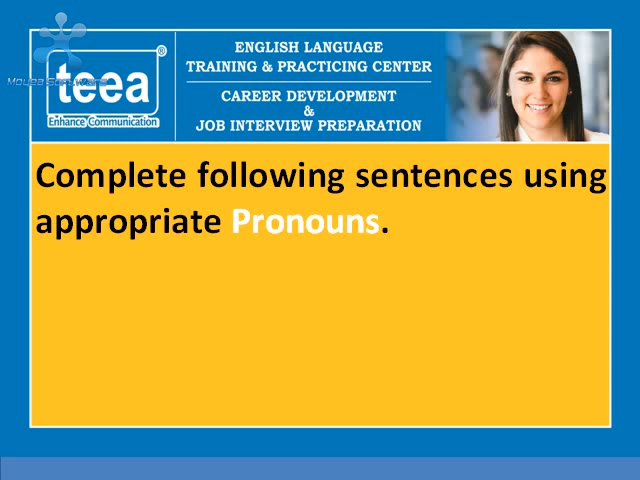 teea®
Enhance Communication
ENGLISH LANGUAGE
TRAINING & PRACTICING CENTER
CAREER DEVELOPMENT
&
JOB INTERVIEW PREPARATION
Complete following sentences using
appropriate Pronouns.